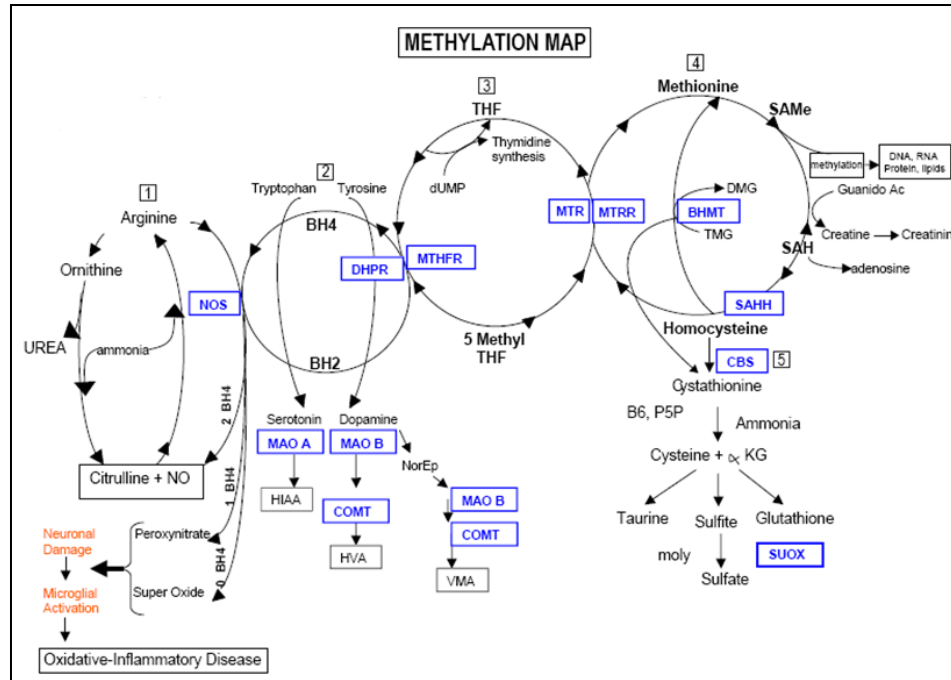 METHYLATION MAP
1
Arginine
Ornithine
UREA
ammonia
NOS
Citrulline + NO
2 BH4
1 BH4
0 BH4
Peroxynitrate
Super Oxide
Neuronal
Damage
Microglial
Activation
Oxidative-Inflammatory Disease
2
Tryptophan
Tyrosine
BH4
DHPR
BH2
Serotonin
Dopamine
MAO A
MAO B
HIAA
COMT
HVA
NorEp
MAO B
COMT
VMA
3
THF
Thymidine
synthesis
dUMP
MTHFR
5 Methyl
THF
MTR
MTRR
4
Methionine
SAMe
methylation
DNA, RNA
Protein, lipids
DMG
BHMT
TMG
Guanido Ac
Creatine
Creatinin
SAH
adenosine
SAHH
Homocysteine
CBS
5
Cystathionine
B6, P5P
Ammonia
Cysteine + α KG
Taurine
Sulfite
Glutathione
moly
SUOX
Sulfate